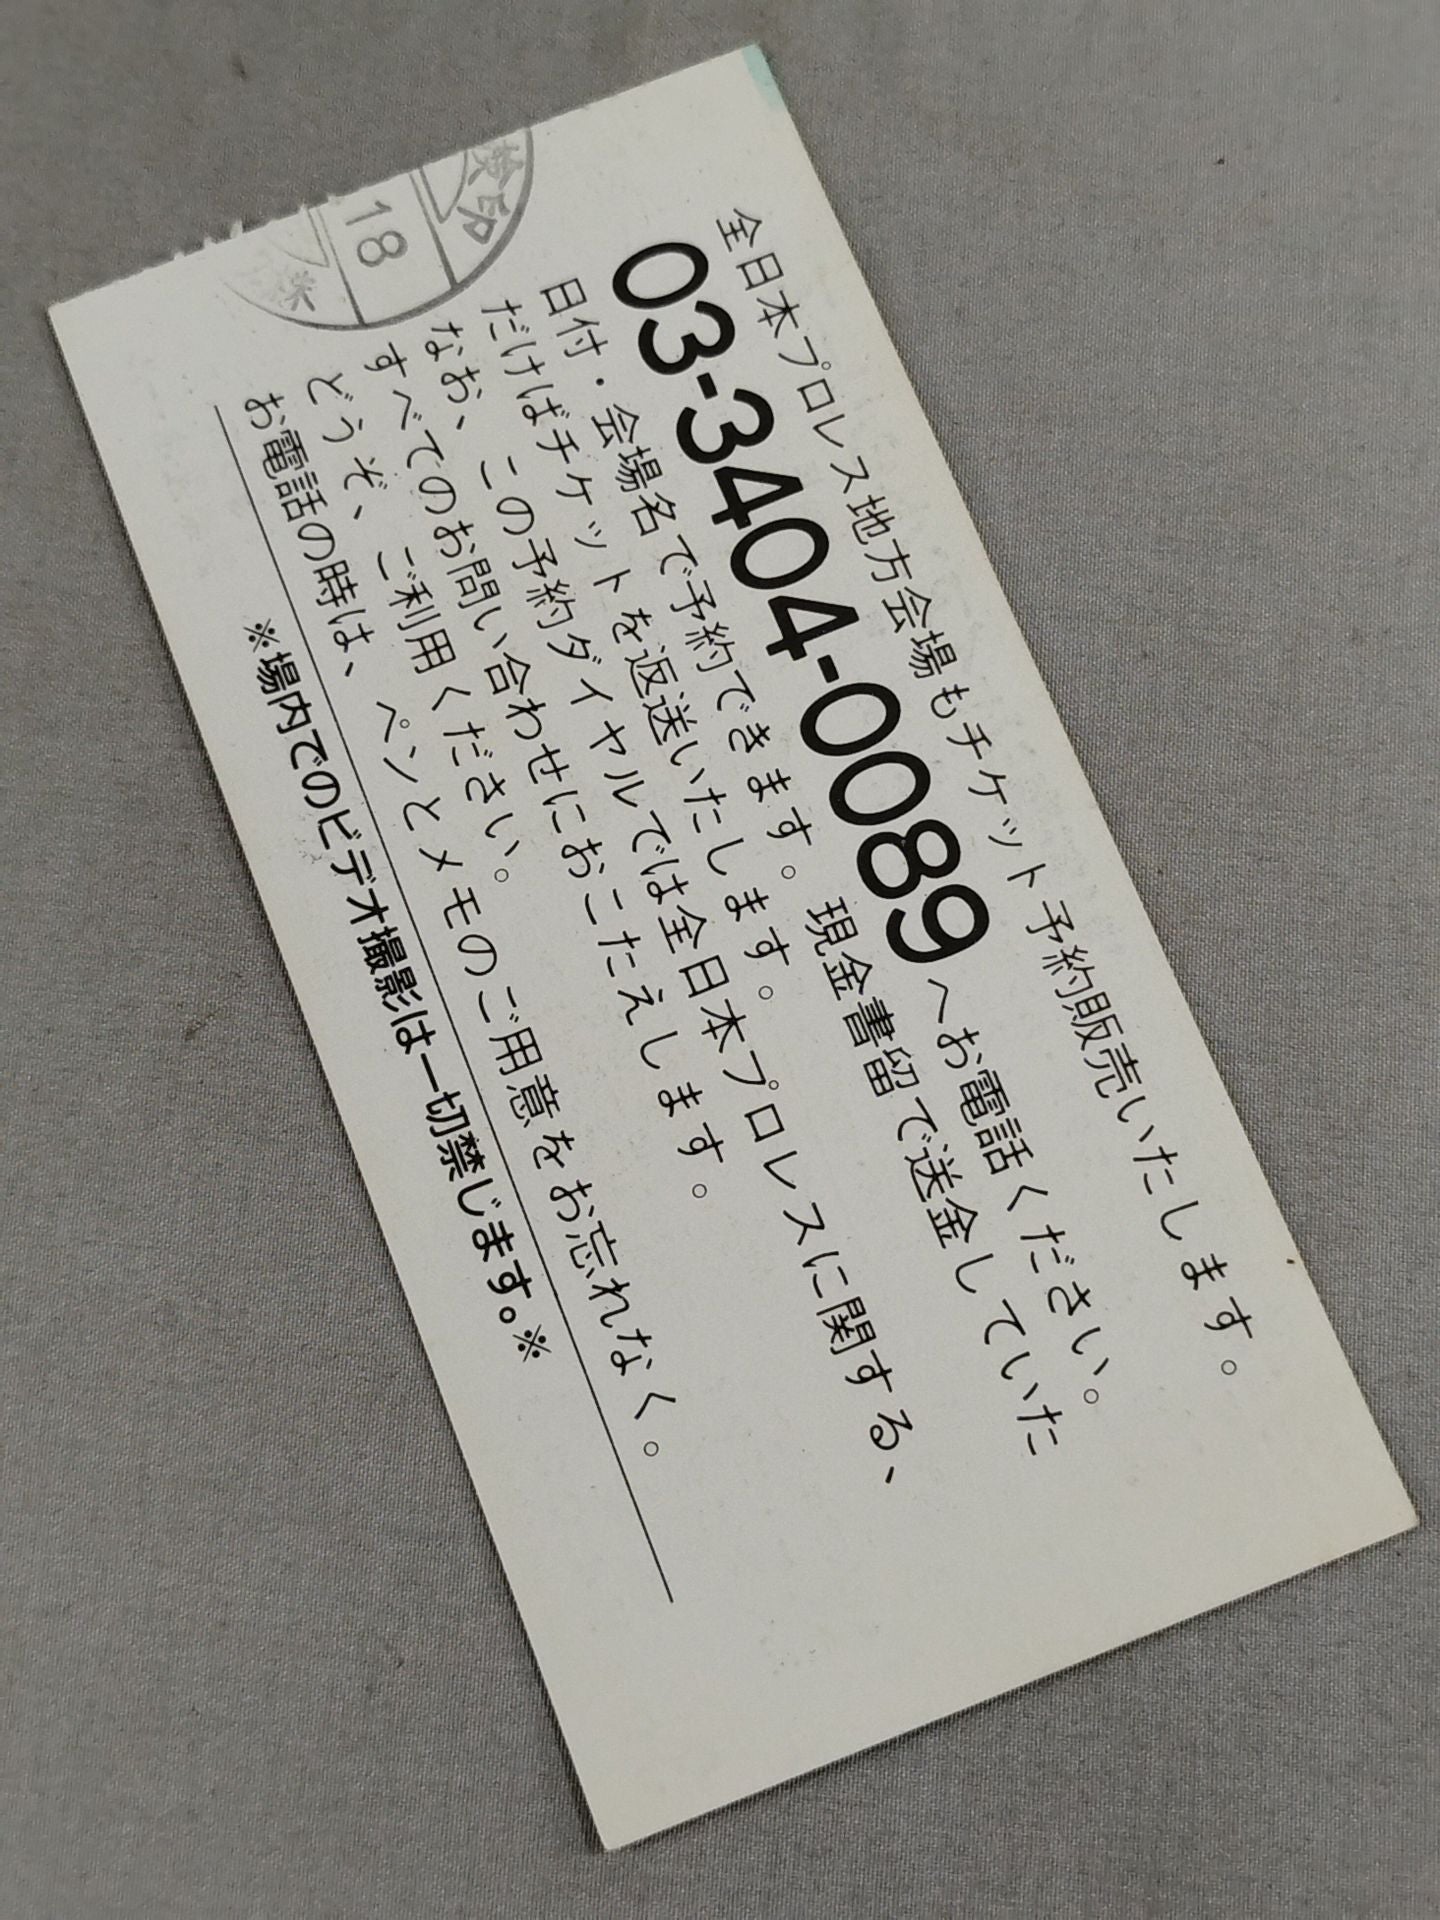 全日本プロレス地方会場もチケット予約販売いたします。
03-3404-0089へお電話ください。
日付・会場名で予約できます。現金書留で送金していた
だけばチケットを返送いたします。
なお、この予約ダイヤルでは全日本プロレスに関する、
すべてのお問い合わせにおこたえします。
どうぞ、ご利用ください。
お電話の時は、ペンとメモのご用意をお忘れなく。
※場内でのビデオ撮影は一切禁じます。※
印
18